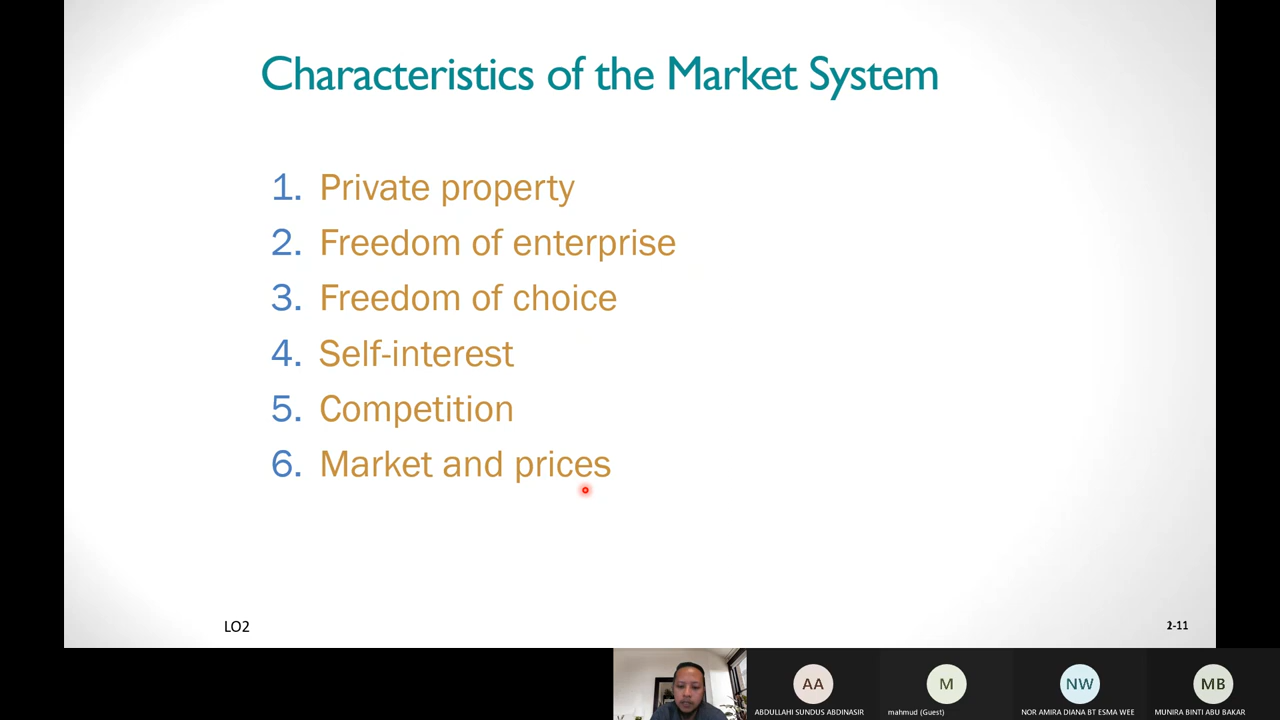 Characteristics of the Market System
1. Private property
2. Freedom of enterprise
3. Freedom of choice
4. Self-interest
5. Competition
6. Market and prices
LO2
AA
M
NW
MB
ABDULLAHI SUNDUS ABDINASIR
mahmud (Guest)
NOR AMIRA DIANA BT ESMA WEE
MUNIRA BINTI ABU BAKAR